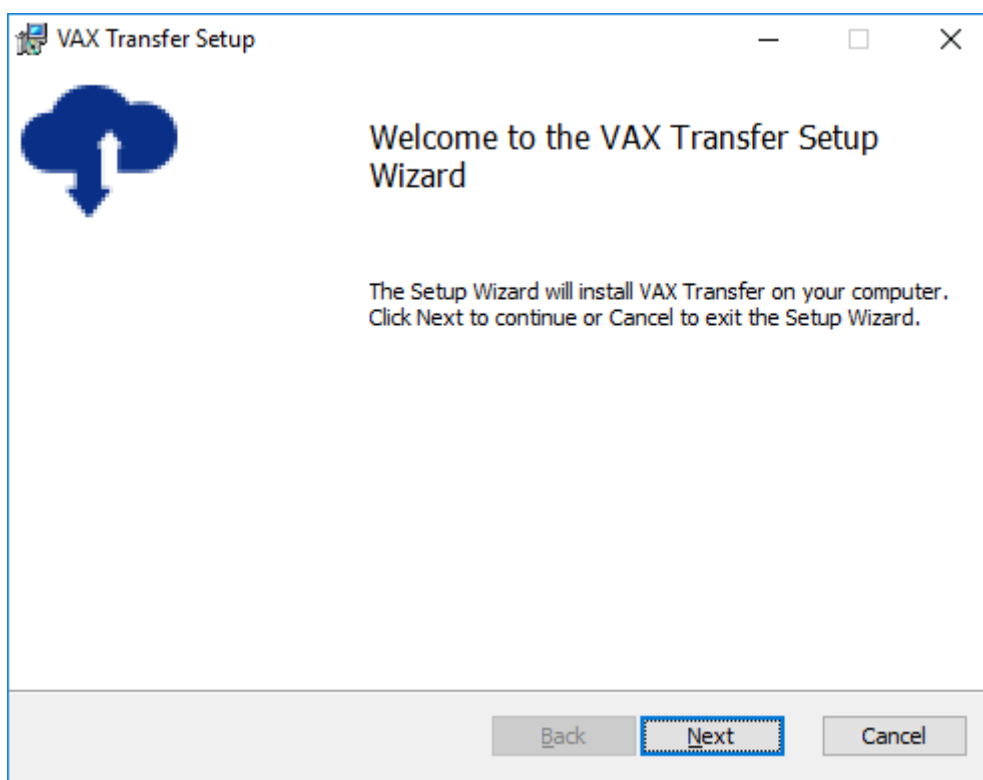 VAX Transfer Setup
Welcome to the VAX Transfer Setup
Wizard
The Setup Wizard will install VAX Transfer on your computer.
Click Next to continue or Cancel to exit the Setup Wizard.
Back Next Cancel